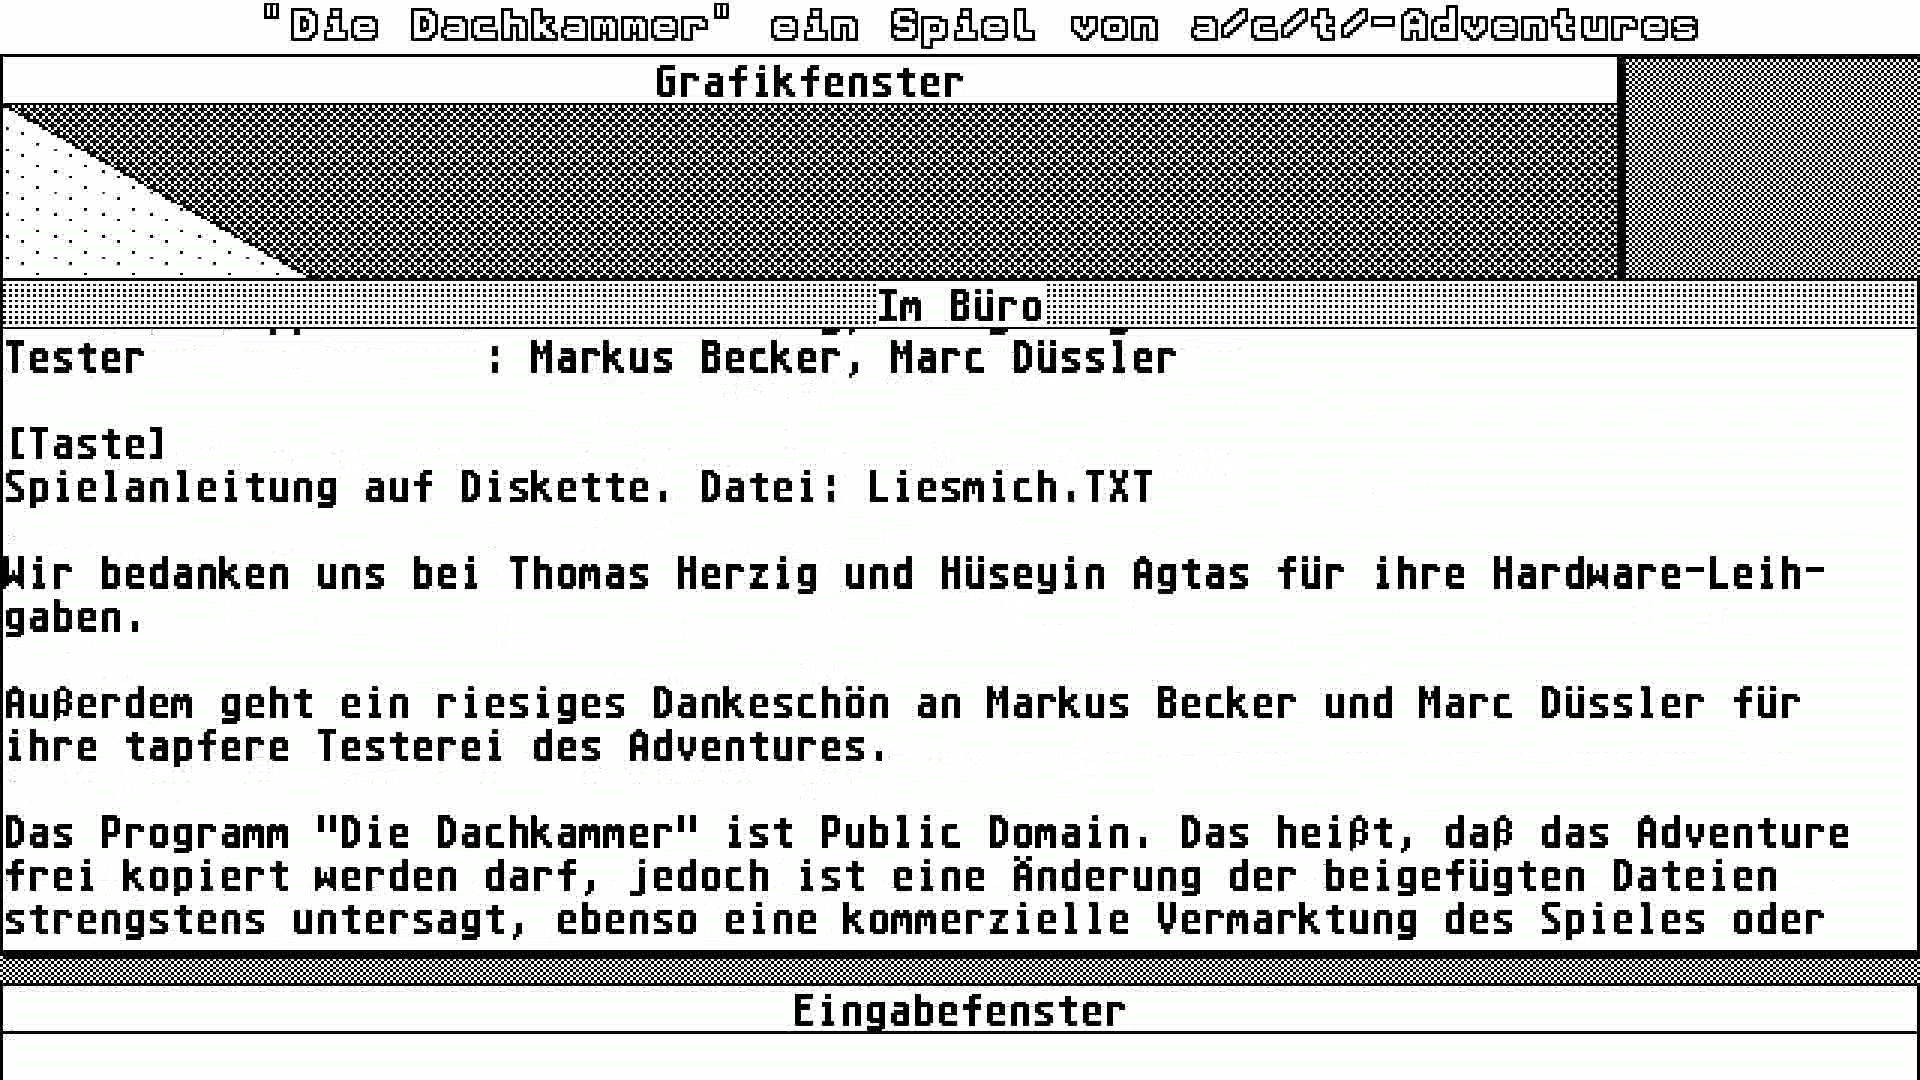 "Die Dachkammer" ein Spiel von a/c/t/-Adventures
Grafikfenster
Im Büro
Tester : Markus Becker, Marc Düssler
[Taste]
Spielanleitung auf Diskette. Datei: Liesmich.TXT
Wir bedanken uns bei Thomas Herzig und Hüseyin Agtas für ihre Hardware-Leih-
gaben.
Außerdem geht ein riesiges Dankeschön an Markus Becker und Marc Düssler für
ihre tapfere Testerei des Adventures.
Das Programm "Die Dachkammer" ist Public Domain. Das heißt, daß das Adventure
frei kopiert werden darf, jedoch ist eine Änderung der beigefügten Dateien
strengstens untersagt, ebenso eine kommerzielle Vermarktung des Spieles oder
Eingabefenster